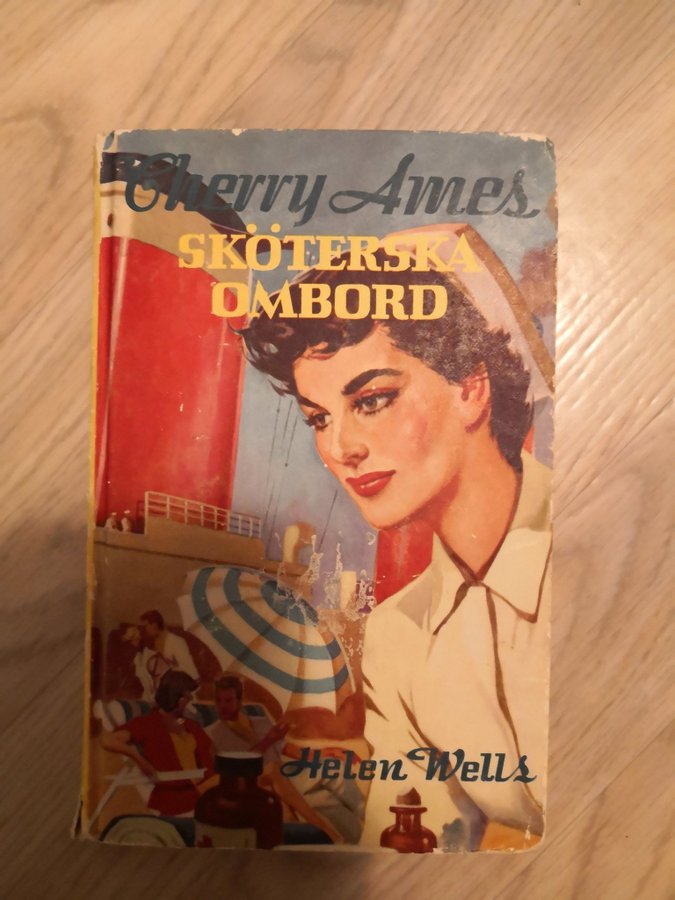 Cherry Ames
SKÖTERSKA
OMBORD
Helen Wells